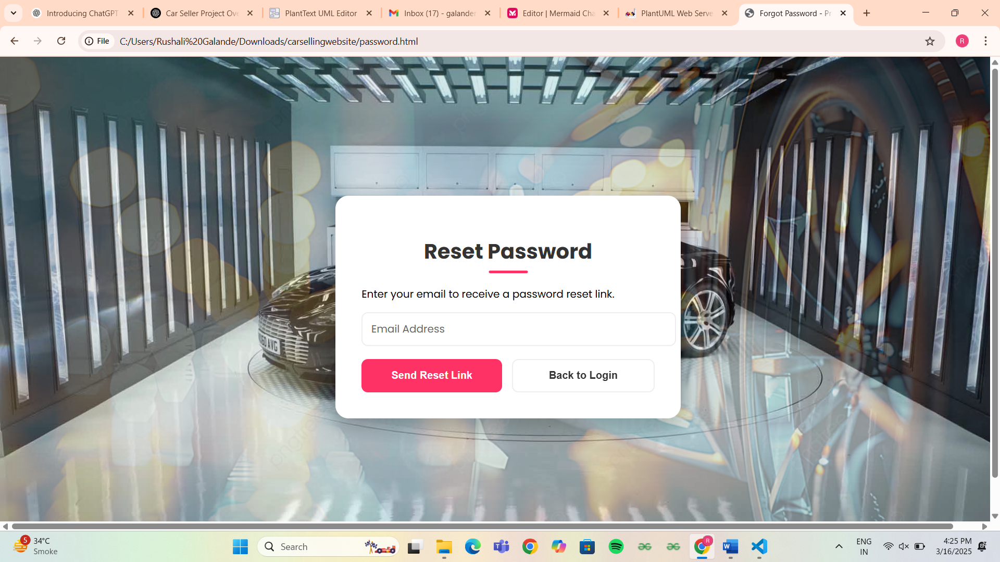 Introducing ChatGPT
Car Seller Project Ove
PlantText UML Editor
Inbox (17) - galander
Editor | Mermaid Cha
PlantUML Web Serve
Forgot Password - Pr
File
C:/Users/Rushali%20Galande/Downloads/carsellingwebsite/password.html
R
Reset Password
Enter your email to receive a password reset link.
Email Address
Send Reset Link
Back to Login
5
34°C
Smoke
Search
R
ENG
IN
4:25 PM
3/16/2025